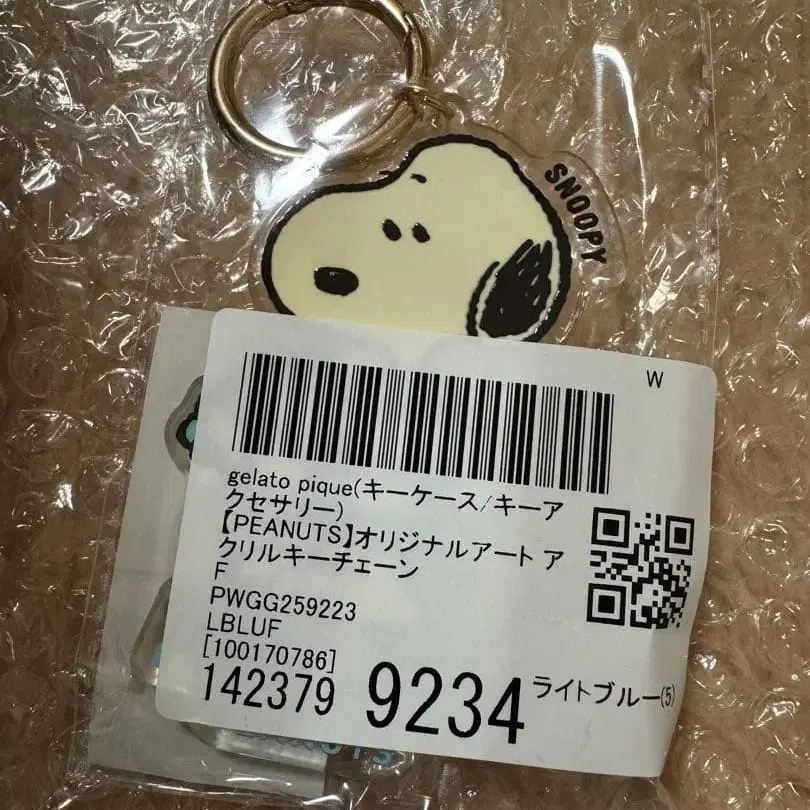 SNOOPY
W
gelato pique(キーケース/キーア
クセサリー)
【PEANUTS】オリジナルアート ア
クリルキーチェーン
F
PWGG259223
LBLUF
[100170786]
142379 9234 ライトブルー(5)